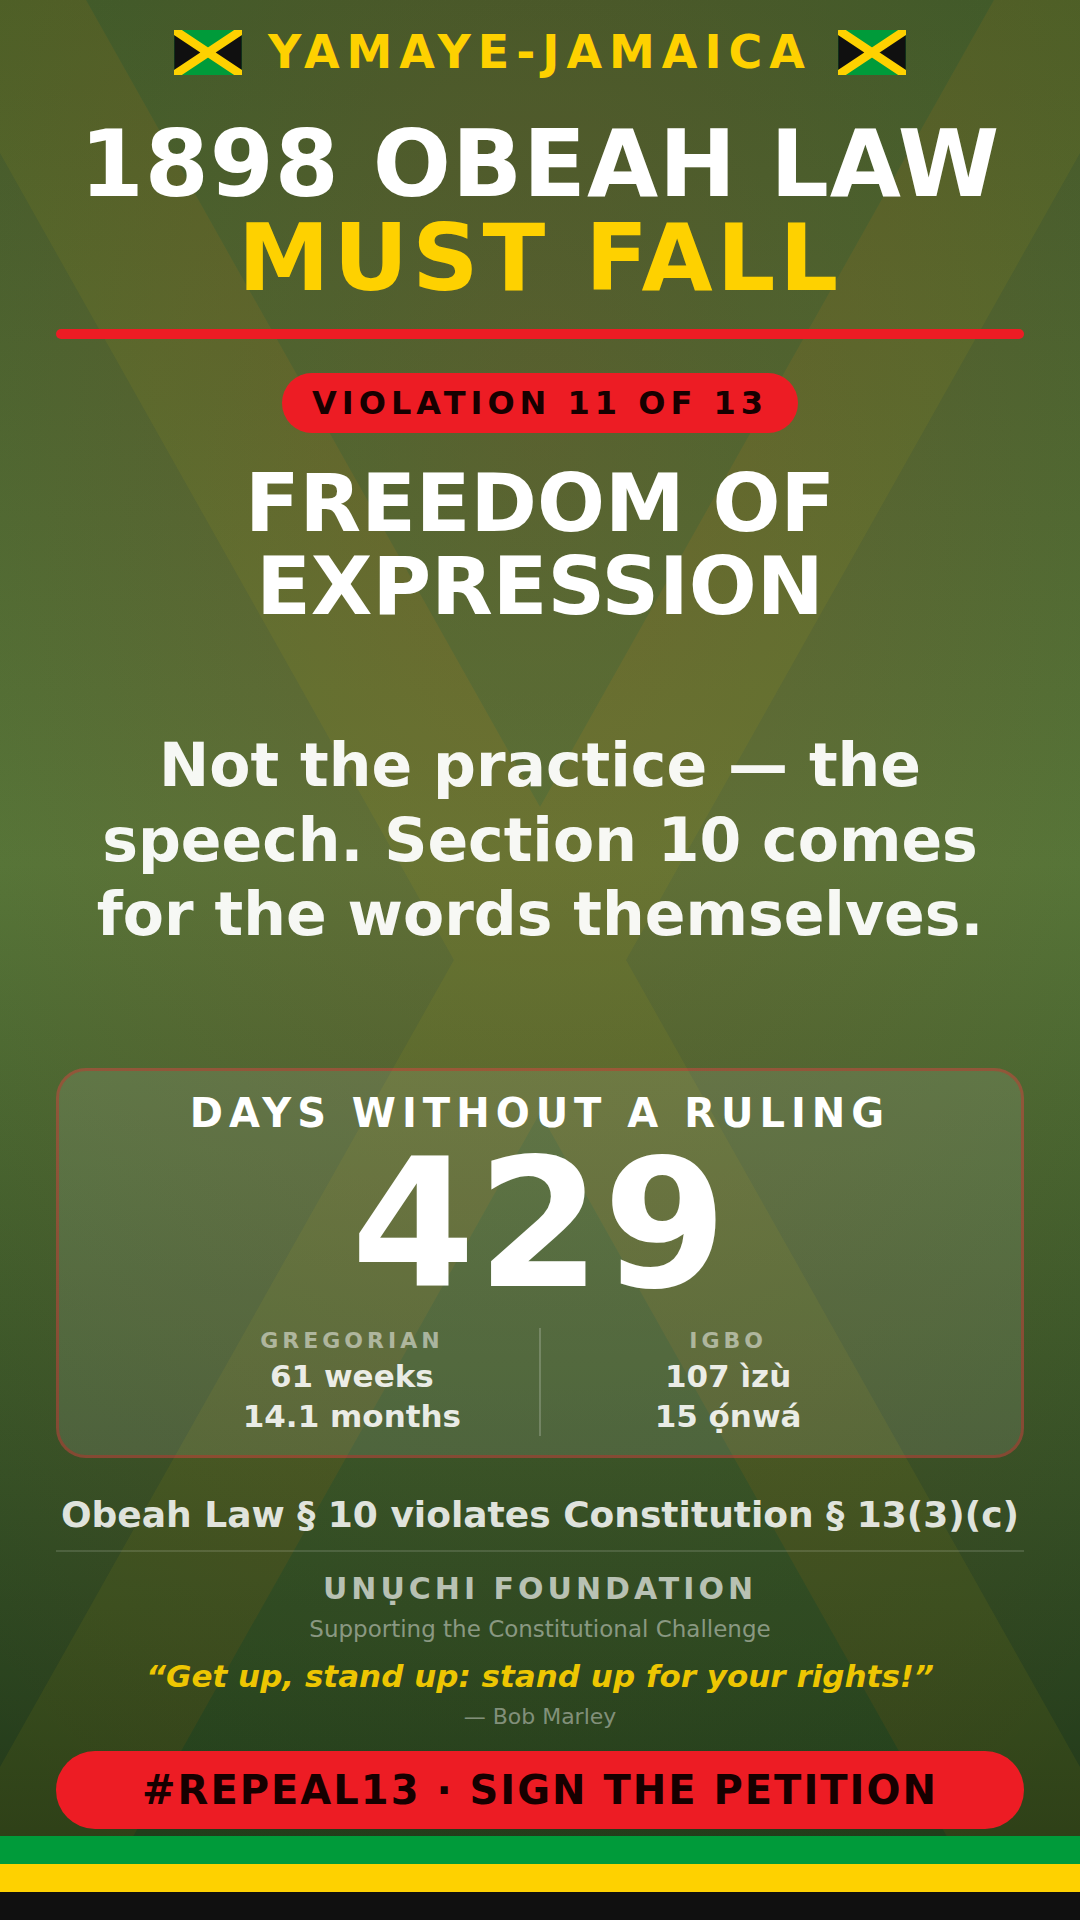 YAMAYE-JAMAICA
1898 OBEAH LAW
MUST FALL
VIOLATION 11 OF 13
FREEDOM OF
EXPRESSION
Not the practice — the
speech. Section 10 comes
for the words themselves.
DAYS WITHOUT A RULING
429
GREGORIAN
61 weeks
14.1 months
IGBO
107 ìzù
15 ọ́nwá
Obeah Law § 10 violates Constitution § 13(3)(c)
UNỤCHI FOUNDATION
Supporting the Constitutional Challenge
“Get up, stand up: stand up for your rights!”
— Bob Marley
#REPEAL13 · SIGN THE PETITION